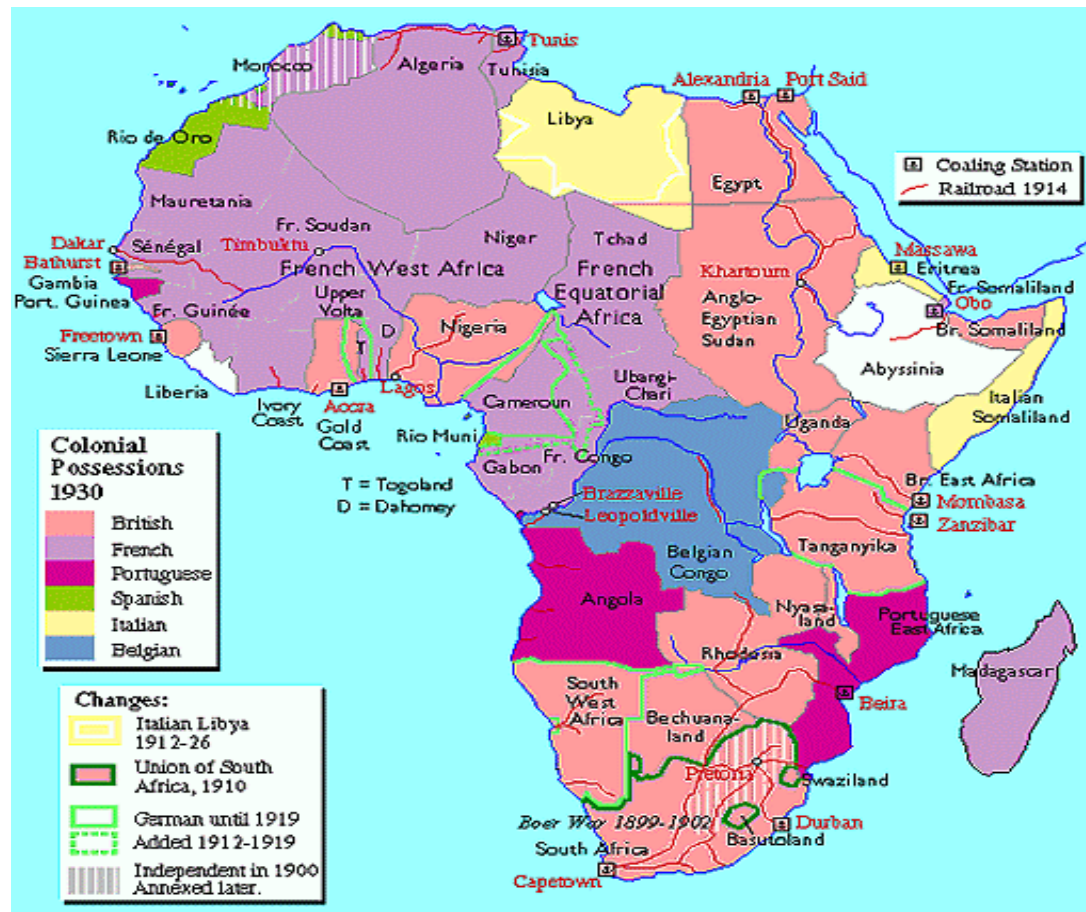 Tunis
Morocco
Algeria
Tunisia
Alexandria
Port Said
Libya
Rio de Oro
Egypt
Coaling Station
Railroad 1914
Mauretania
Fr. Soudan
Niger
Tchad
Dakar
Sénégal
Timbuktu
Massawa
Bathurst
French West Africa
French
Equatorial
Africa
Khartoum
Eritrea
Gambia
Port. Guinea
Fr. Somaliland
Obo
Upper
Volta
Fr. Guinée
D
Nigeria
Anglo-
Egyptian
Sudan
Br. Somaliland
Freetown
Sierra Leone
T
Abyssinia
Liberia
Lagos
Ubangi-
Chari
Ivory
Coast
Accra
Gold
Coast
Cameroun
Italian
Somaliland
Rio Muni
Uganda
Colonial
Possessions
1930
Gabon
Fr. Congo
Br. East Africa
T = Togoland
D = Dahomey
Brazzaville
Leopoldville
Mombasa
Zanzibar
British
French
Portuguese
Spanish
Italian
Belgian
Tanganyika
Belgian
Congo
Angola
Nyasa-
land
Portuguese
East Africa
Rhodesia
Madagascar
Changes:
Italian Libya
1912-26
Union of South
Africa, 1910
German until 1919
Added 1912-1919
Independent in 1900
Annexed later.
South
West
Africa
Bechuana-
land
Beira
Pretoria
Swaziland
Boer War 1899-1902
Durban
Basutoland
South Africa
Capetown